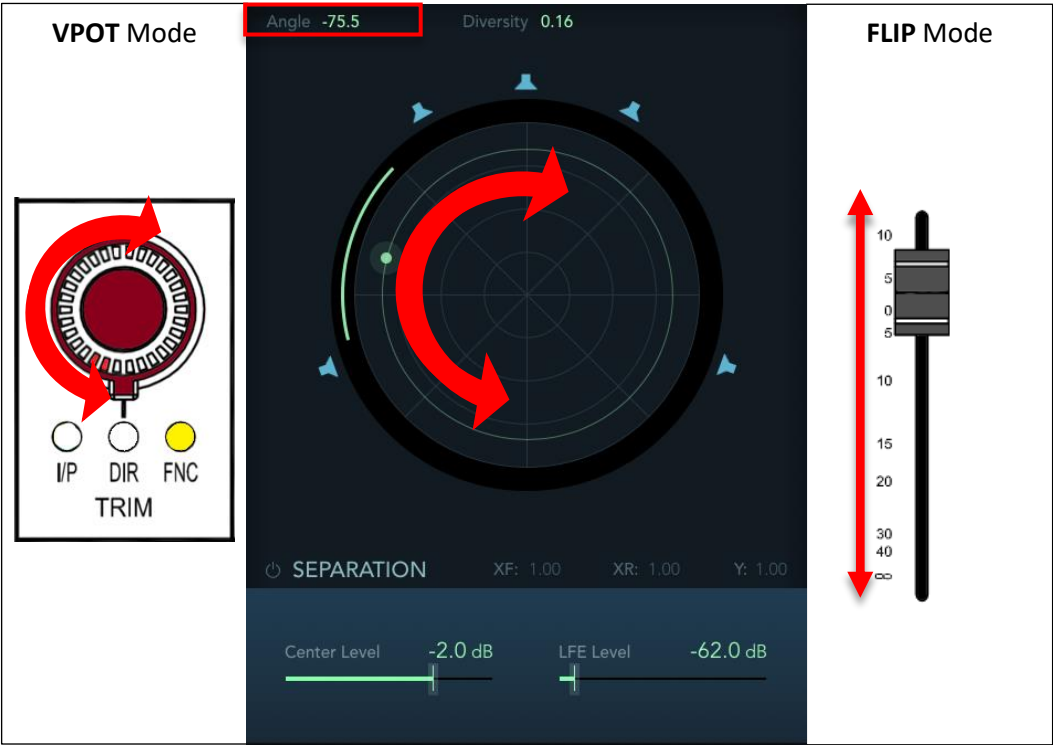 VPOT Mode
I/P DIR FNC
TRIM
Angle -75.5 Diversity 0.16
SEPARATION XF: 1.00 XR: 1.00 Y: 1.00
Center Level -2.0 dB LFE Level -62.0 dB
FLIP Mode
10
5
0
5
10
15
20
30
40
∞